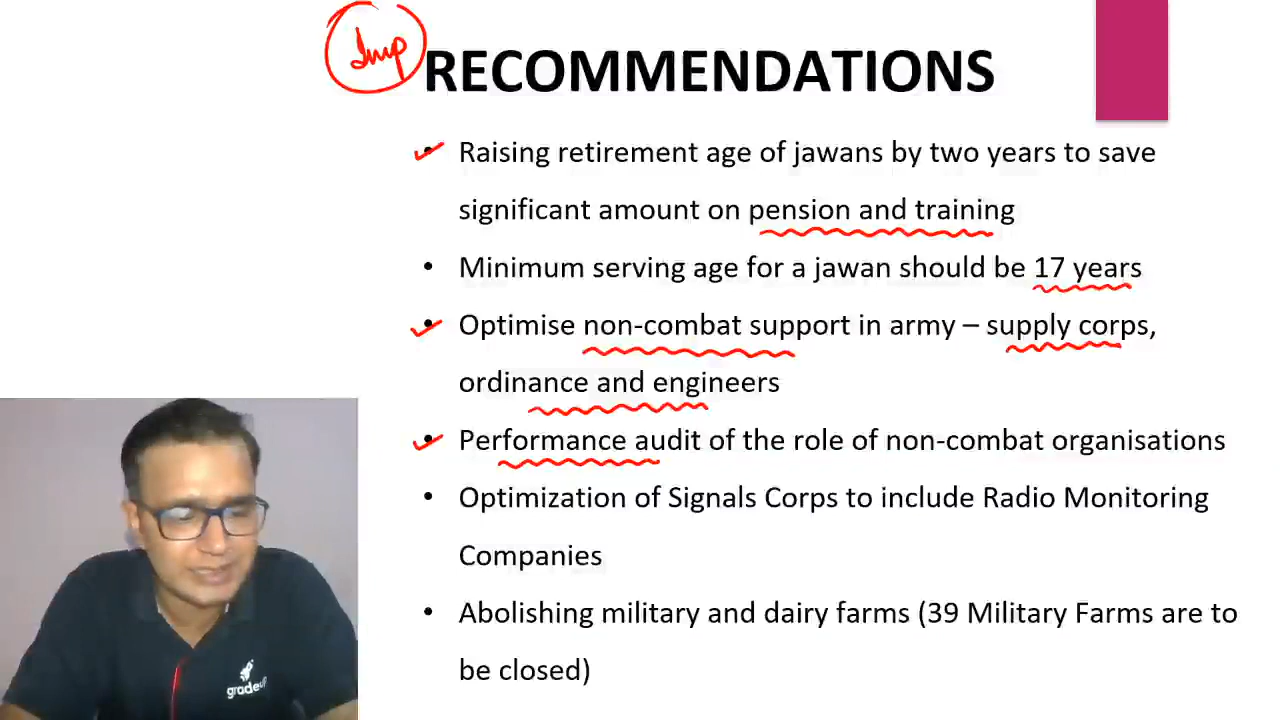 Imp
RECOMMENDATIONS
• Raising retirement age of jawans by two years to save
significant amount on pension and training
• Minimum serving age for a jawan should be 17 years
• Optimise non-combat support in army – supply corps,
ordinance and engineers
• Performance audit of the role of non-combat organisations
• Optimization of Signals Corps to include Radio Monitoring
Companies
• Abolishing military and dairy farms (39 Military Farms are to
be closed)
gradeup